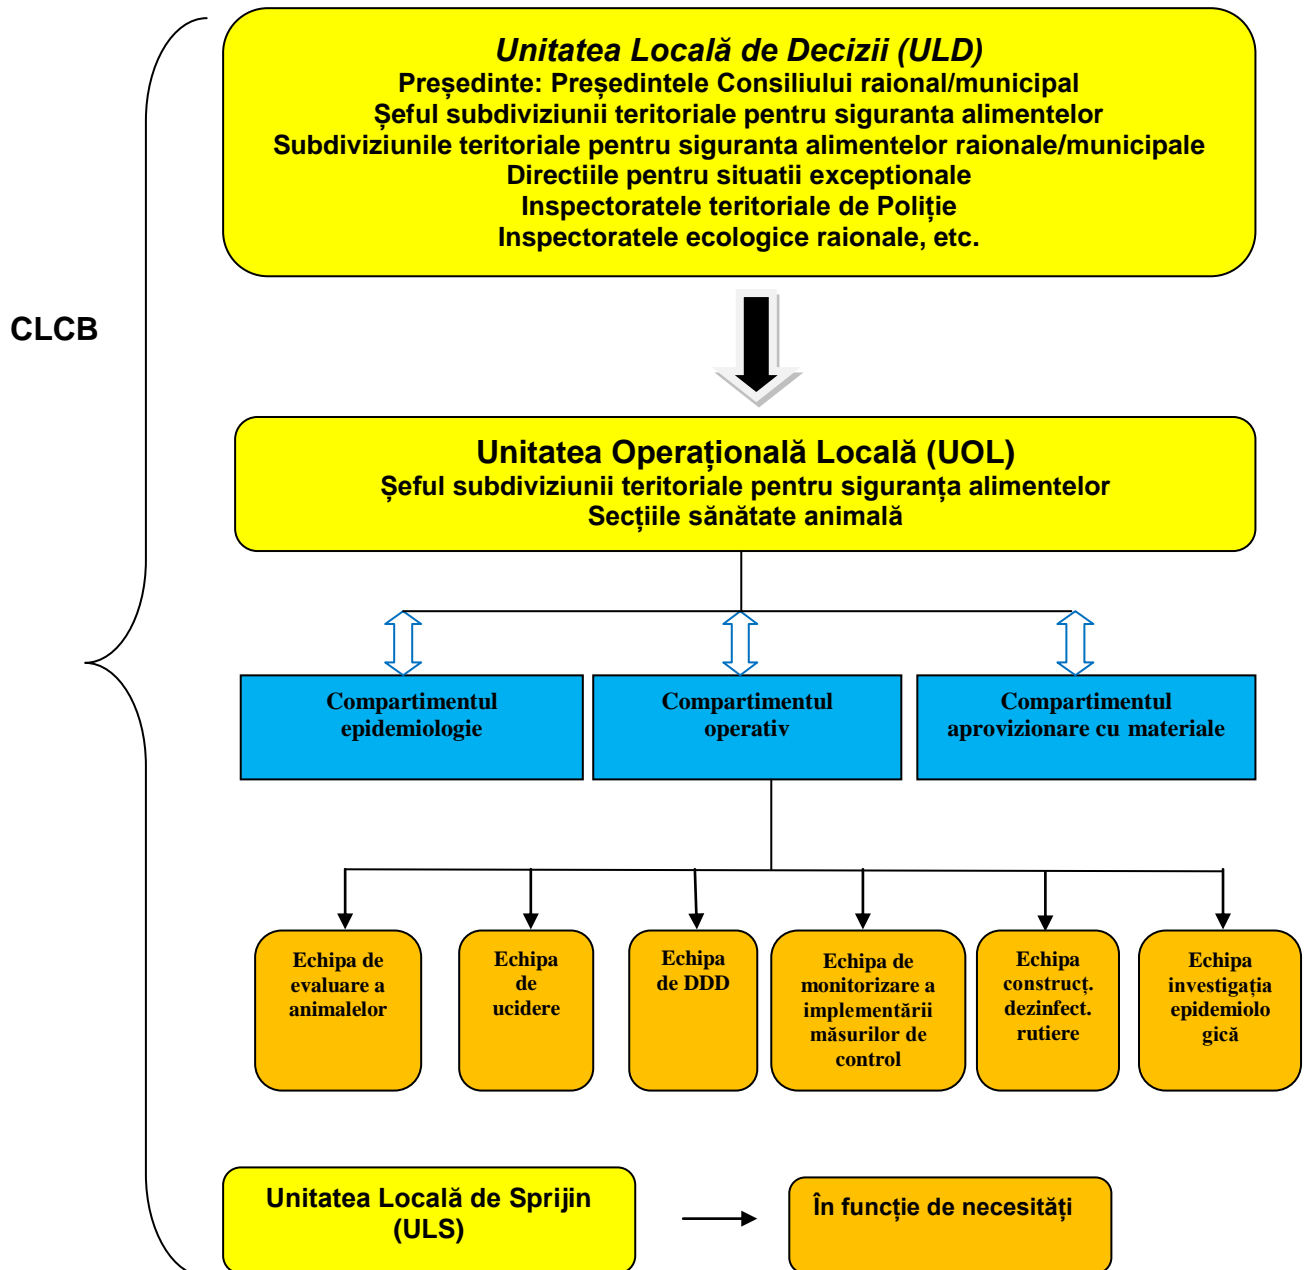 Unitatea Locală de Decizii (ULD)
Președinte: Președintele Consiliului raional/municipal
Șeful subdiviziunii teritoriale pentru siguranta alimentelor
Subdiviziunile teritoriale pentru siguranta alimentelor raionale/municipale
Directiile pentru situatii exceptionale
Inspectoratele teritoriale de Poliție
Inspectoratele ecologice raionale, etc.
CLCB
Unitatea Operațională Locală (UOL)
Șeful subdiviziunii teritoriale pentru siguranța alimentelor
Secțiile sănătate animală
Compartimentul
epidemiologie
Compartimentul
operativ
Compartimentul
aprovizionare cu materiale
Echipa de
evaluare a
animalelor
Echipa
de
ucidere
Echipa
de DDD
Echipa de
monitorizare a
implementării
măsurilor de
control
Echipa
construcț.
dezinfect.
rutiere
Echipa
investigația
epidemiolo
gică
Unitatea Locală de Sprijin
(ULS)
În funcție de necesități